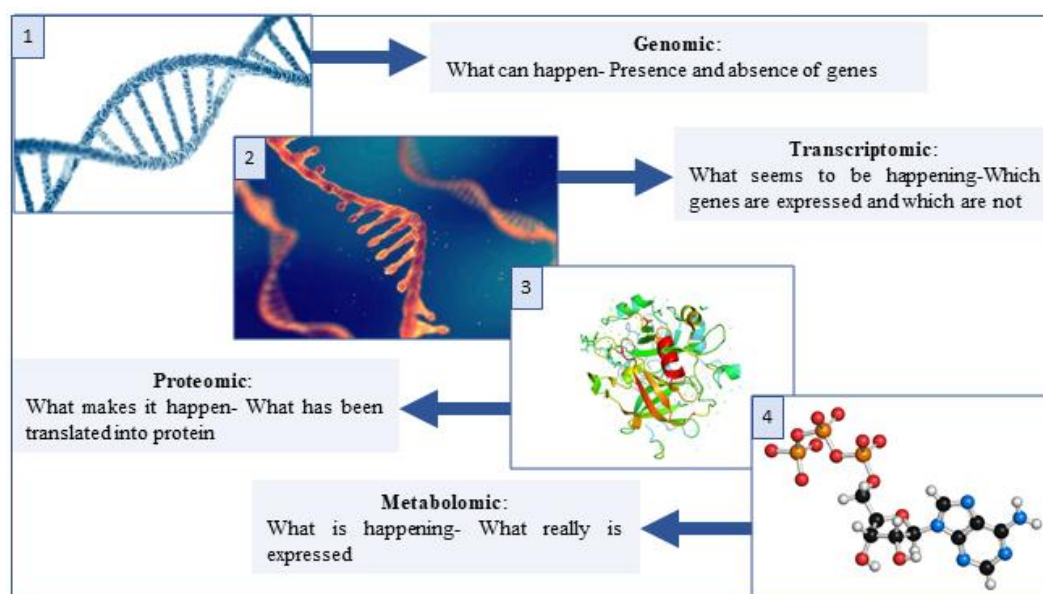 1
Genomic:
What can happen- Presence and absence of genes
2
Transcriptomic:
What seems to be happening-Which
genes are expressed and which are not
3
Proteomic:
What makes it happen- What has been
translated into protein
4
Metabolomic:
What is happening- What really is
expressed